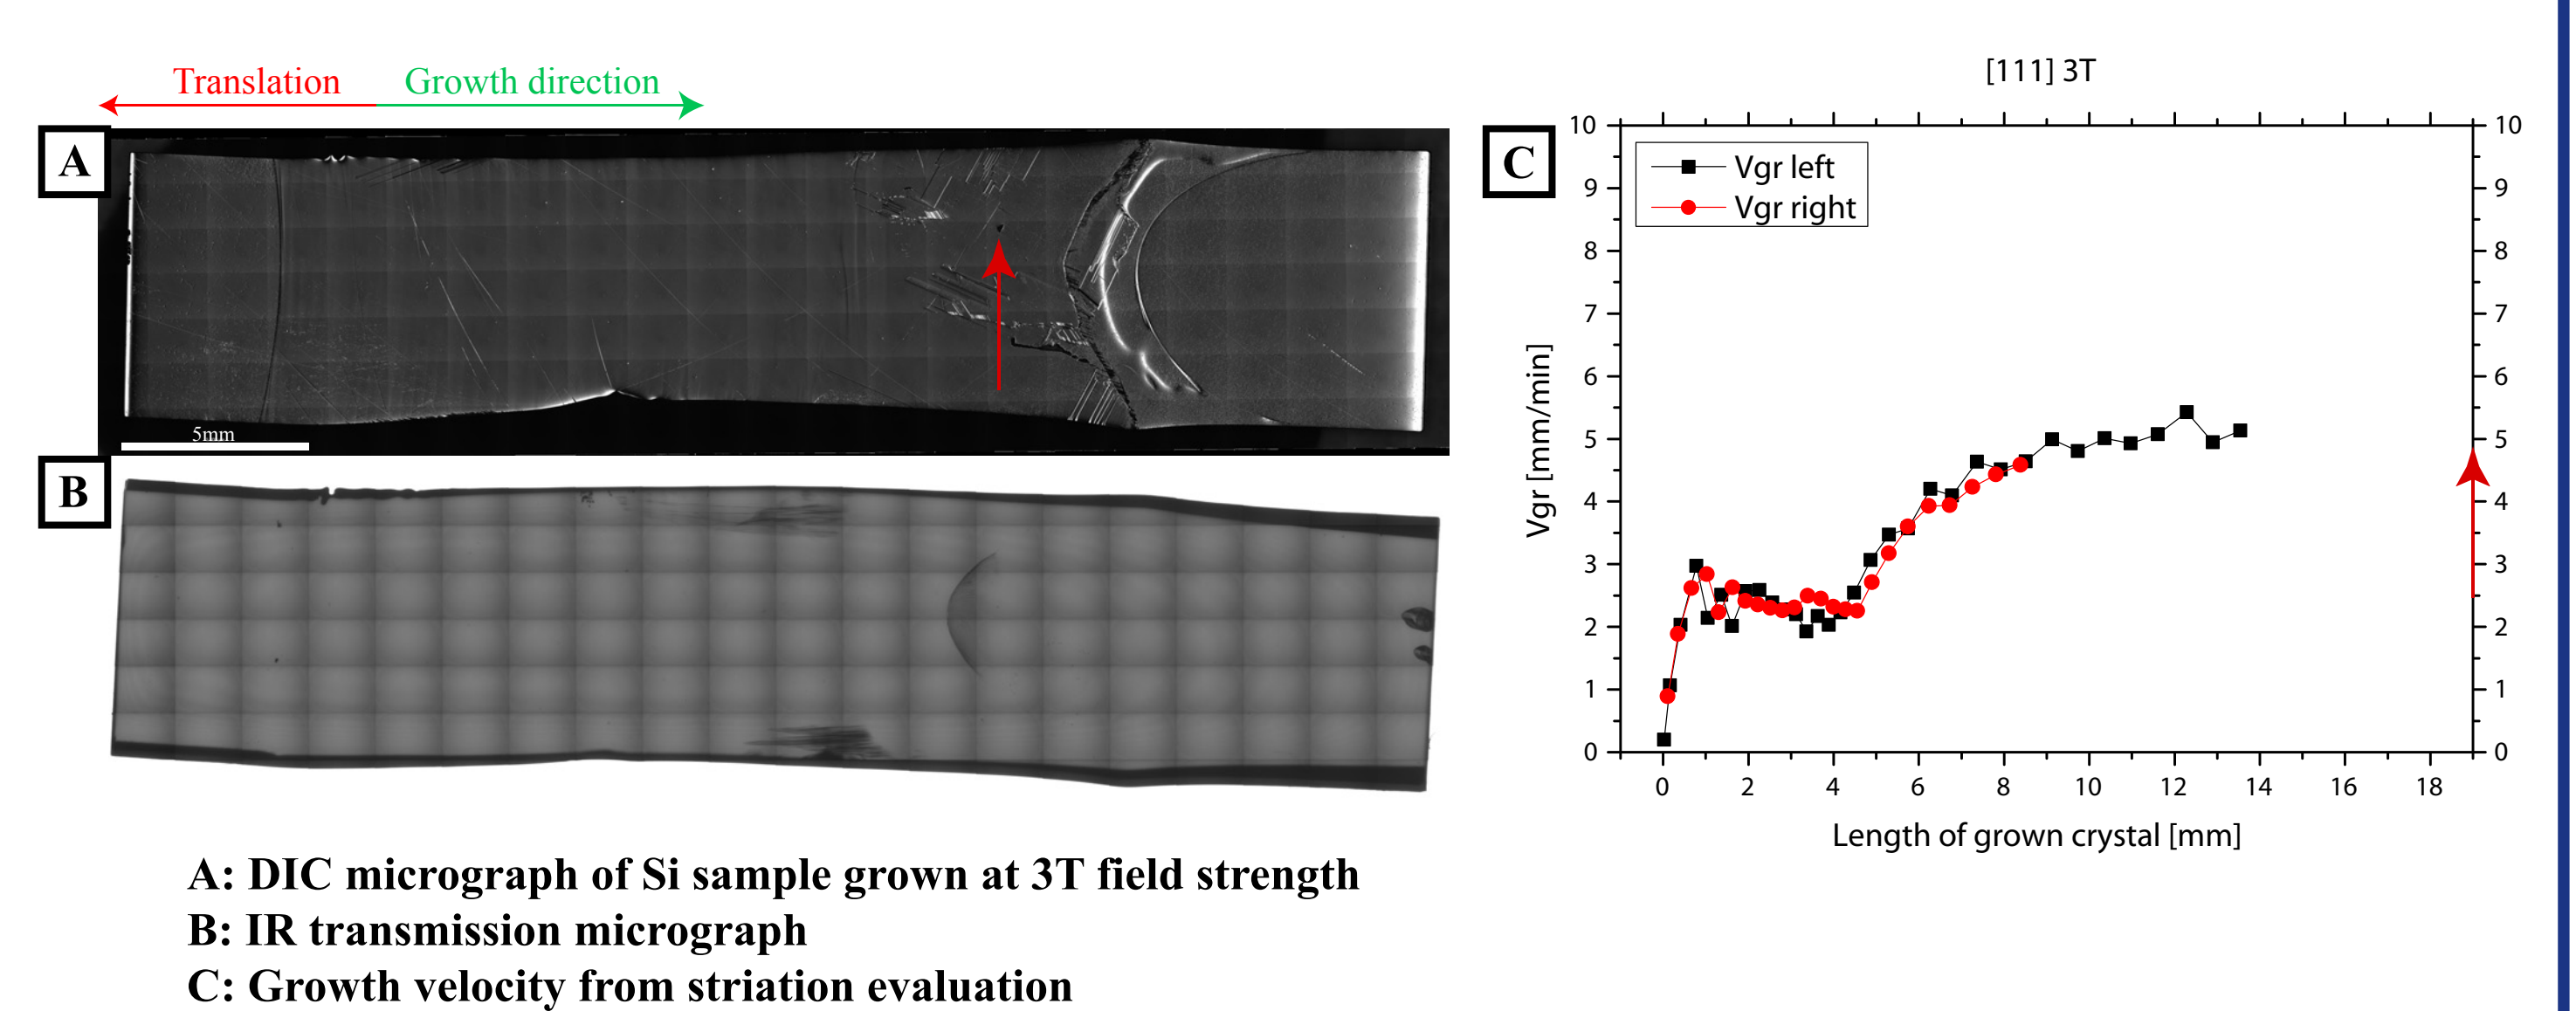 Translation Growth direction
A
5mm
B
A: DIC micrograph of Si sample grown at 3T field strength
B: IR transmission micrograph
C: Growth velocity from striation evaluation
C
[111] 3T
Vgr left
Vgr right
Vgr [mm/min]
10
9
8
7
6
5
4
3
2
1
0
10
9
8
7
6
5
4
3
2
1
0
0 2 4 6 8 10 12 14 16 18
Length of grown crystal [mm]